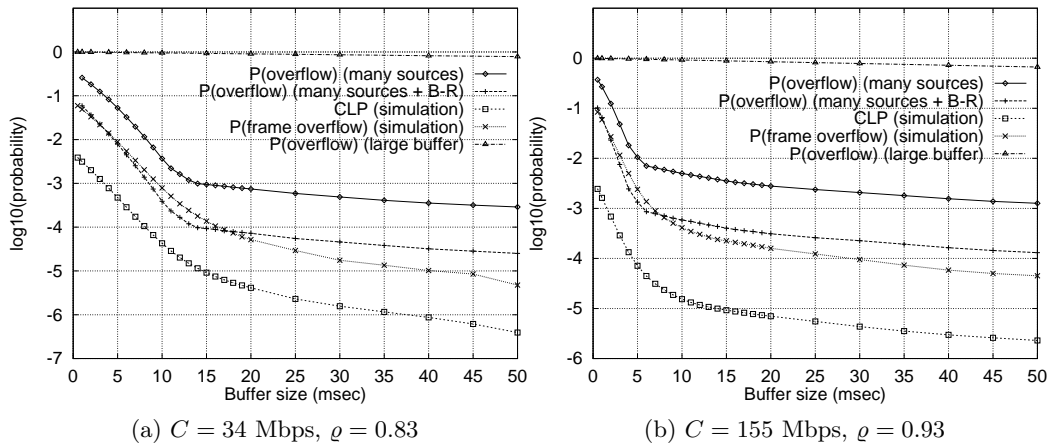 0
-1
-2
-3
-4
-5
-6
-7
log10(probability)
0 5 10 15 20 25 30 35 40 45 50
Buffer size (msec)
P(overflow) (many sources)
P(overflow) (many sources + B-R)
CLP (simulation)
P(frame overflow) (simulation)
P(overflow) (large buffer)
(a) C = 34 Mbps, ϱ = 0.83
1
0
-1
-2
-3
-4
-5
-6
log10(probability)
0 5 10 15 20 25 30 35 40 45 50
Buffer size (msec)
P(overflow) (many sources)
P(overflow) (many sources + B-R)
CLP (simulation)
P(frame overflow) (simulation)
P(overflow) (large buffer)
(b) C = 155 Mbps, ϱ = 0.93